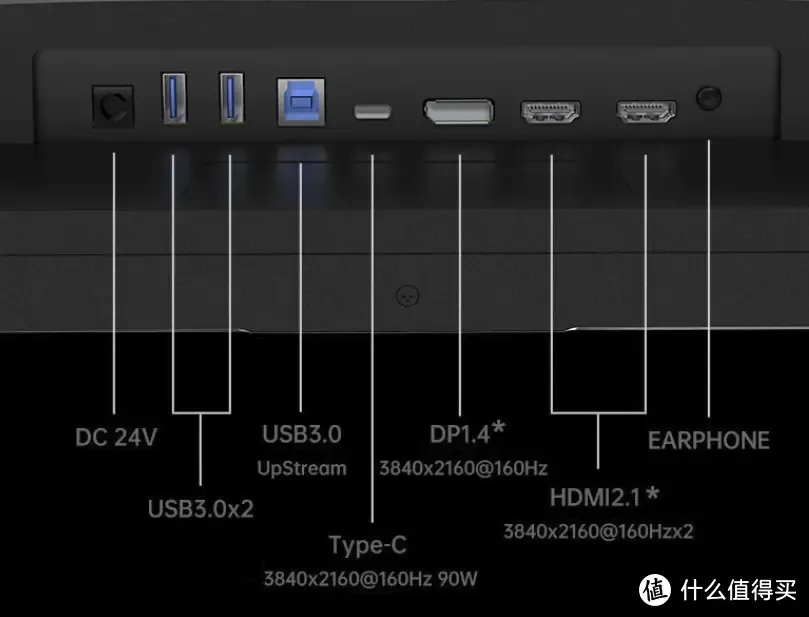 DC 24V
USB3.0x2
USB3.0
UpStream
Type-C
3840x2160@160Hz 90W
DP1.4*
3840x2160@160Hz
HDMI2.1*
3840x2160@160Hzx2
EARPHONE
值 什么值得买